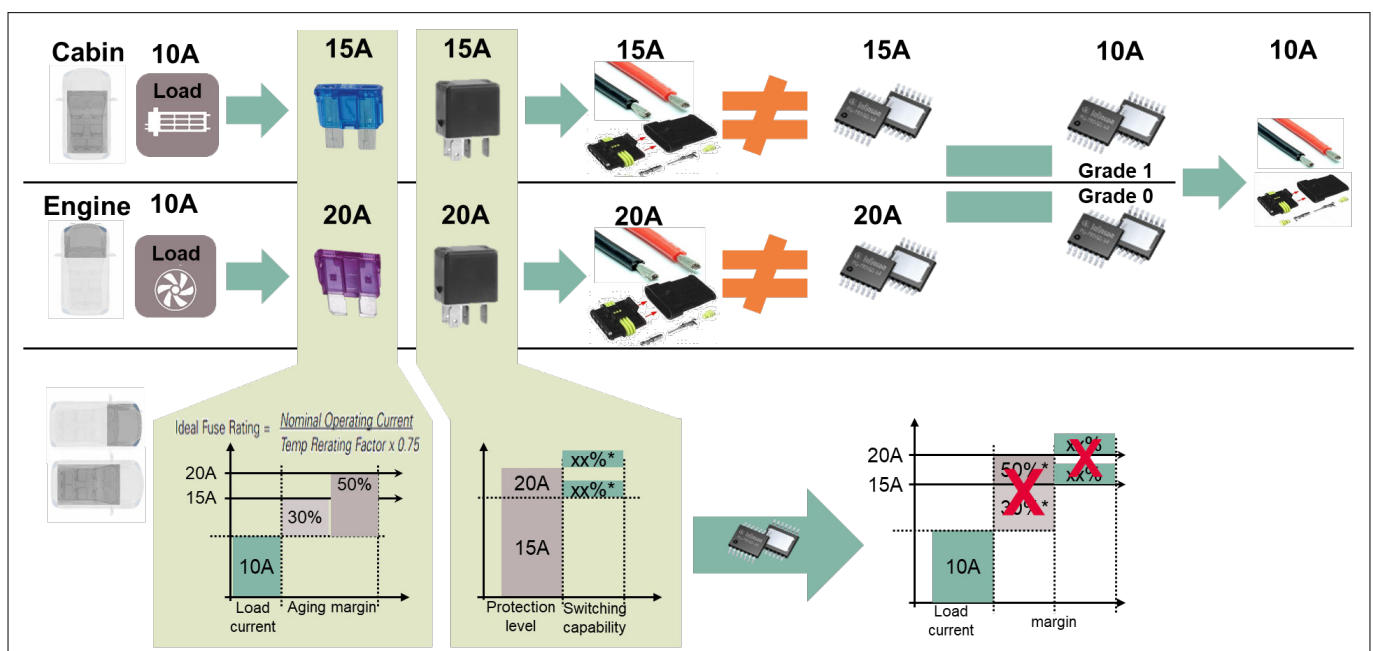 Cabin
10A
15A
15A
15A
15A
10A
10A
Load
Grade 1
Grade 0
Engine
10A
20A
20A
20A
20A
Load
Ideal Fuse Rating = Nominal Operating Current
Temp Rerating Factor x 0.75
20A
15A
30%
50%
10A
Load
current
Aging margin
20A
15A
xx%*
xx%*
Protection
level
Switching
capability
20A
15A
50%*
30%*
xx%
xx%
10A
Load
current
margin